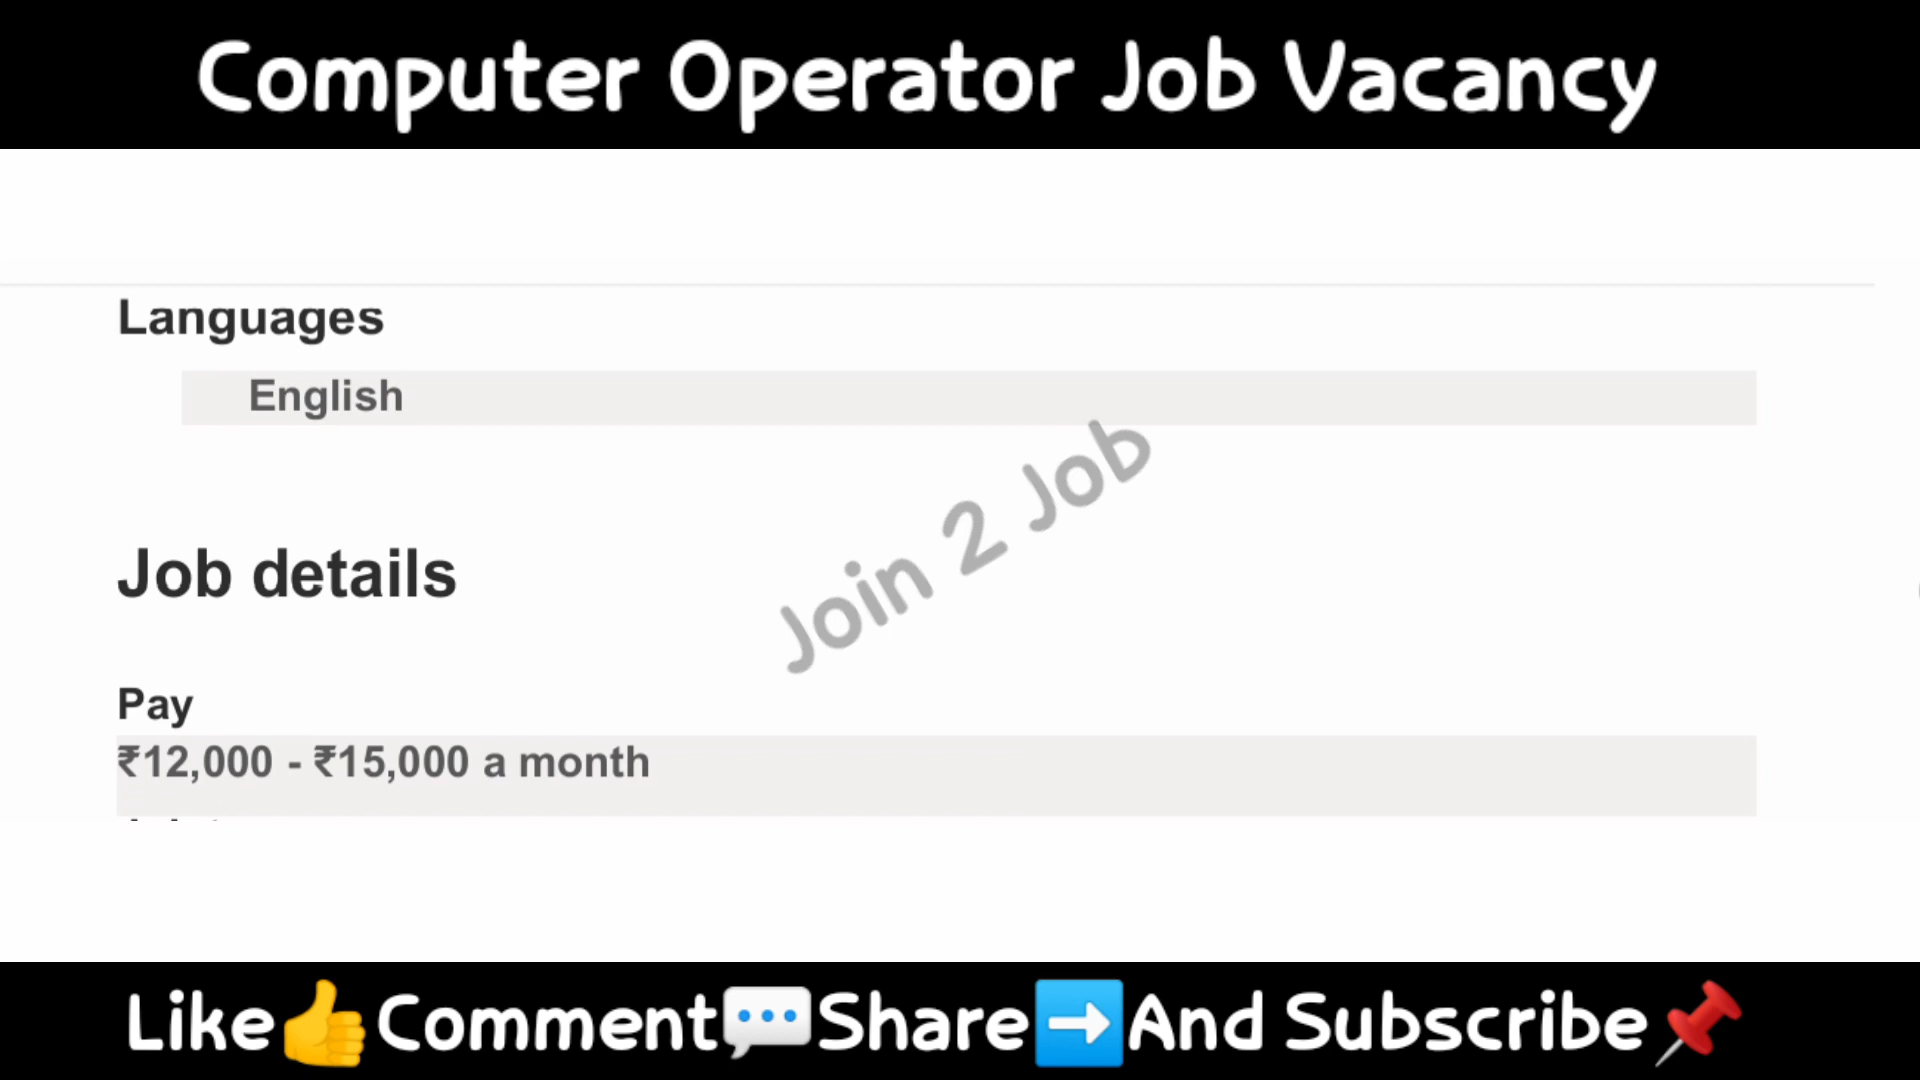 Computer Operator Job Vacancy
Languages
English
Join 2 Job
Job details
Pay
₹12,000 - ₹15,000 a month
Like👍Comment💬Share➡️And Subscribe📌